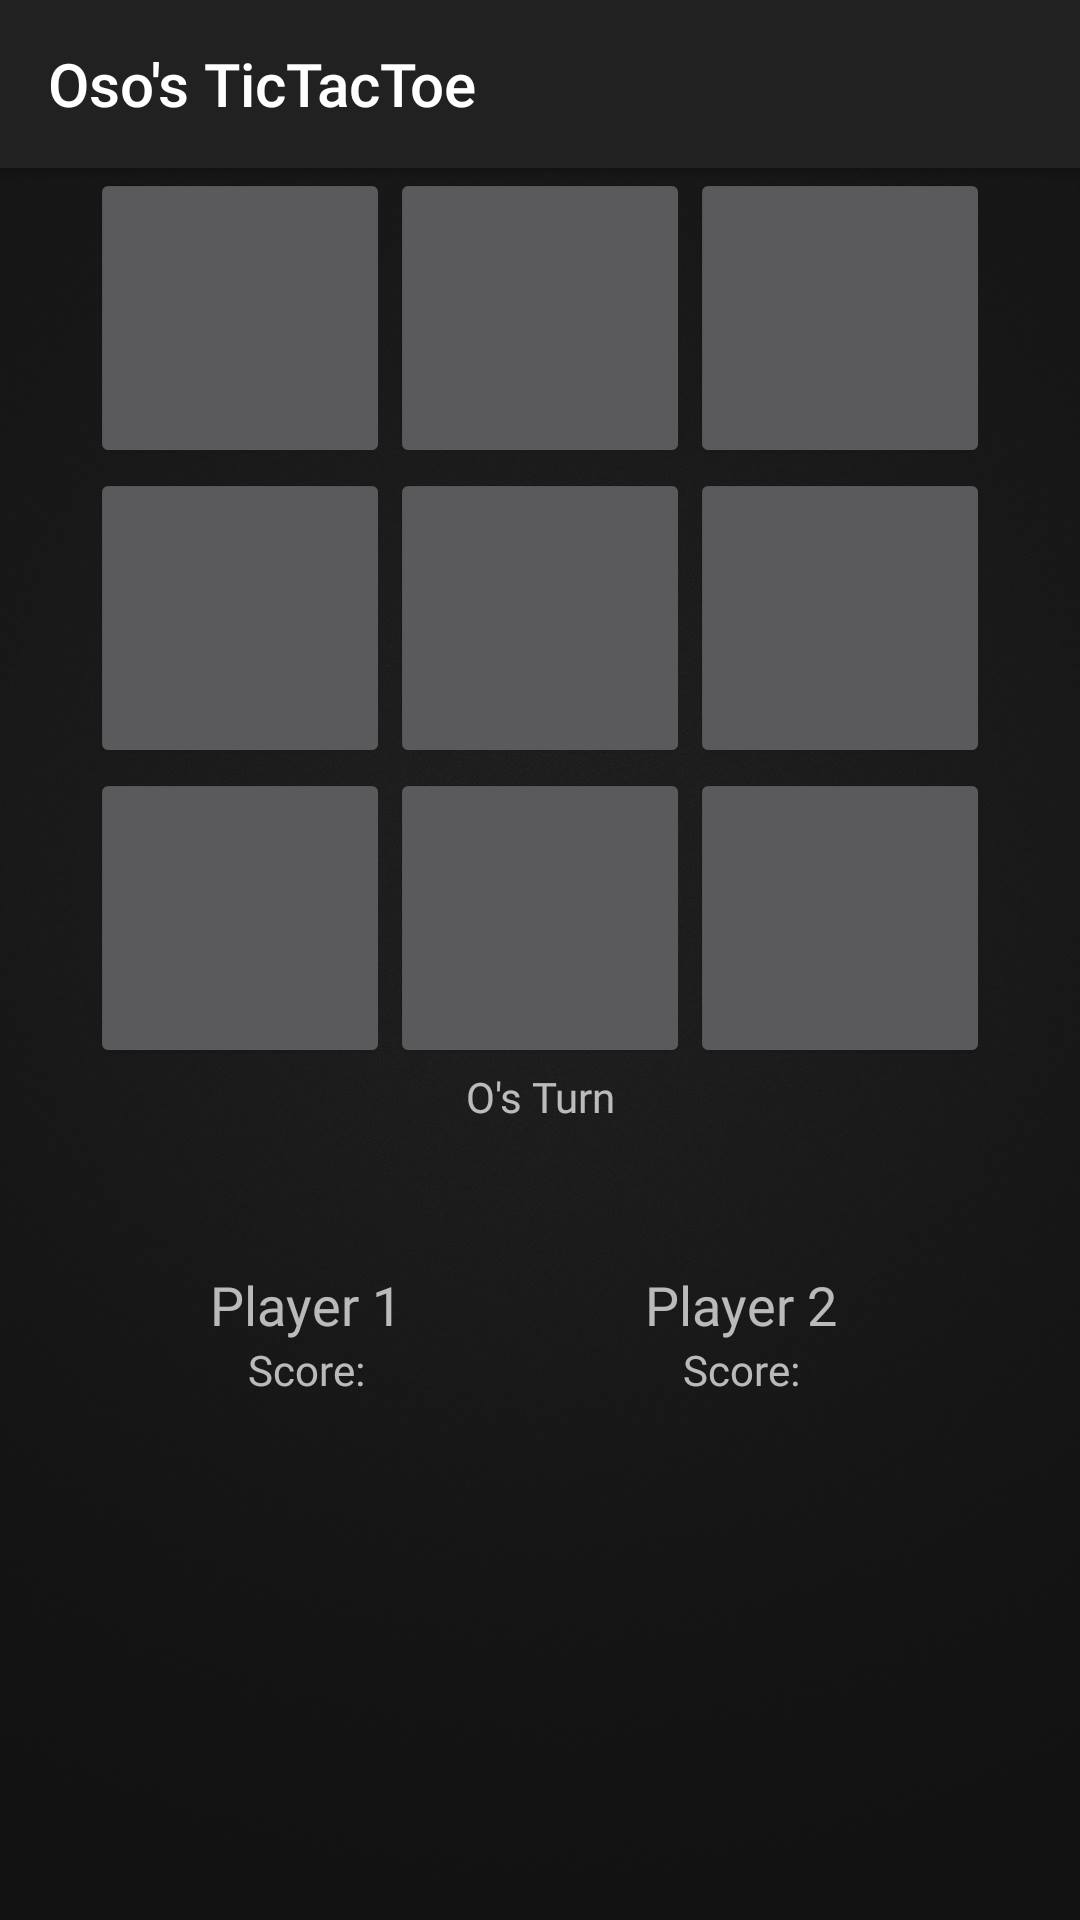 Oso's TicTacToe
O's Turn
Player 1
Player 2
Score:
Score: